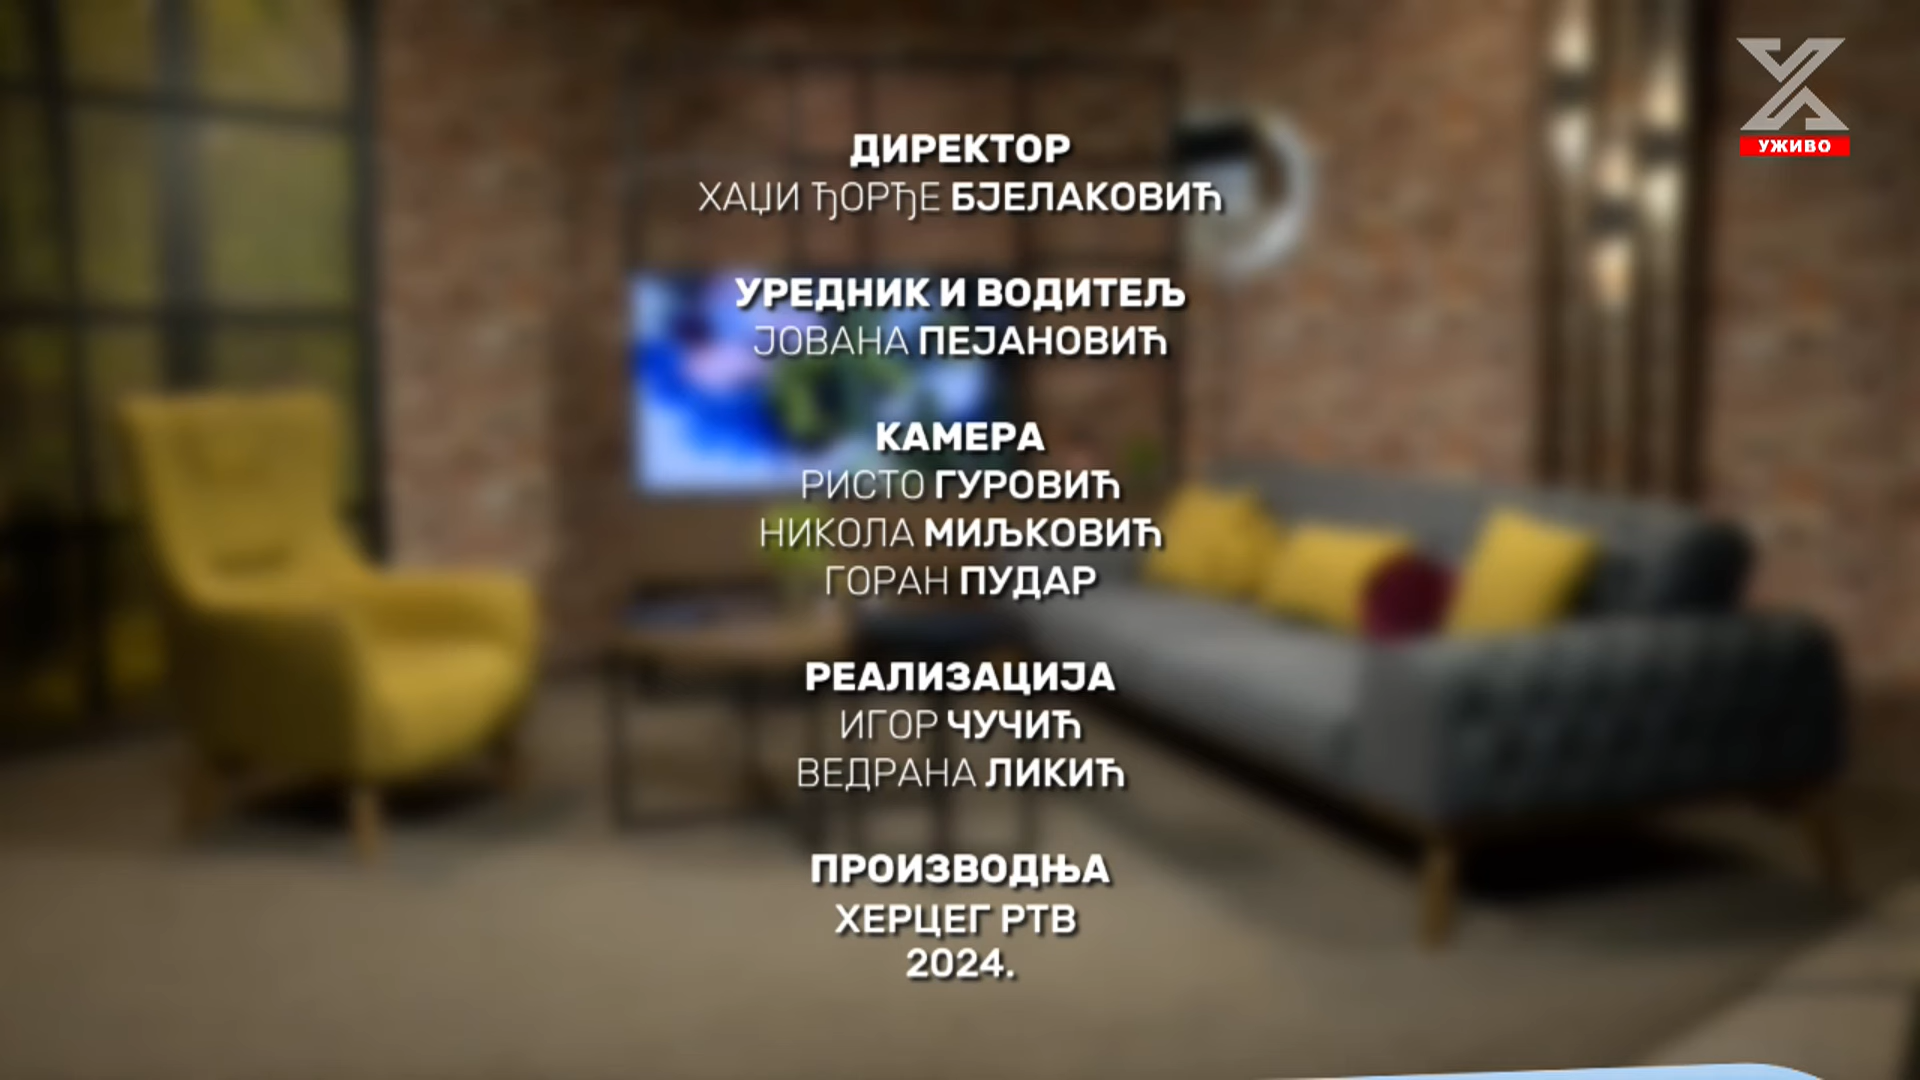 УЖИВО
ДИРЕКТОР
ХАЏИ ЂОРЂЕ БЈЕЛАКОВИЋ
УРЕДНИК И ВОДИТЕЉ
ЈОВАНА ПЕЈАНОВИЋ
КАМЕРА
РИСТО ГУРОВИЋ
НИКОЛА МИЉКОВИЋ
ГОРАН ПУДАР
РЕАЛИЗАЦИЈА
ИГОР ЧУЧИЋ
ВЕДРАНА ЛИКИЋ
ПРОИЗВОДЊА
ХЕРЦЕГ РТВ
2024.